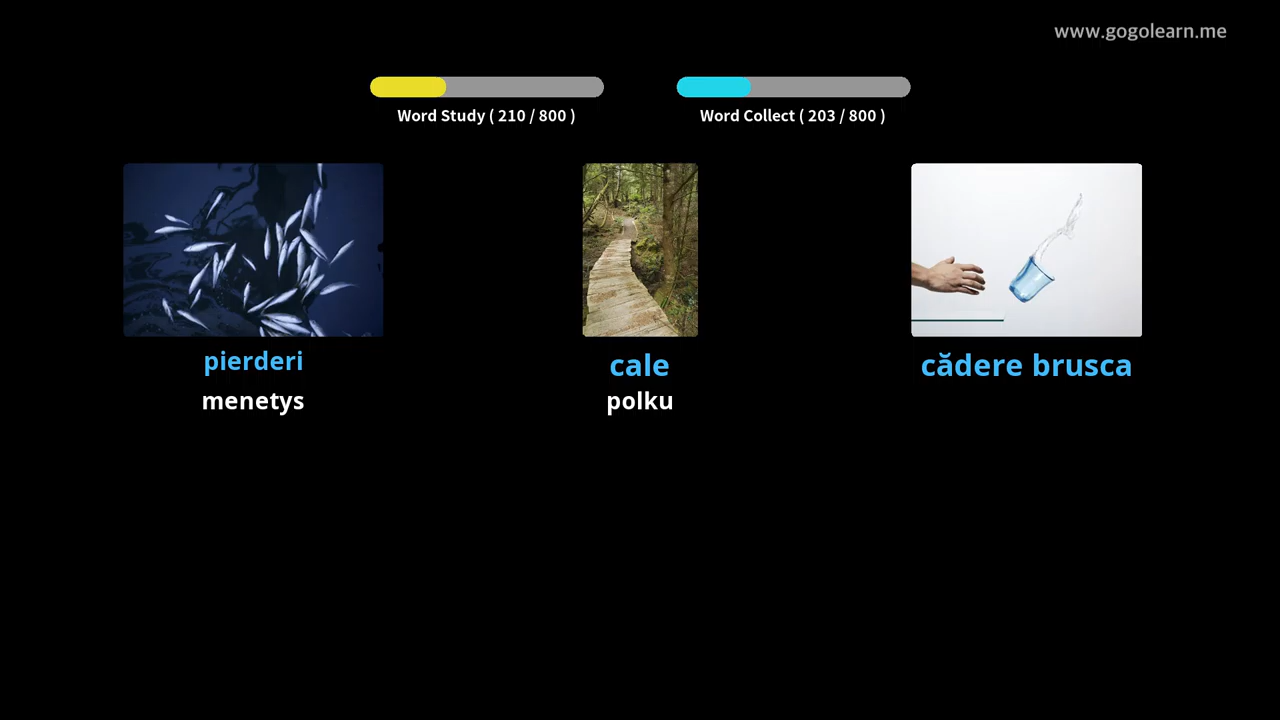 www.gogolearn.me
Word Study ( 210 / 800 )
Word Collect ( 203 / 800 )
pierderi
menetys
cale
polku
cădere brusca